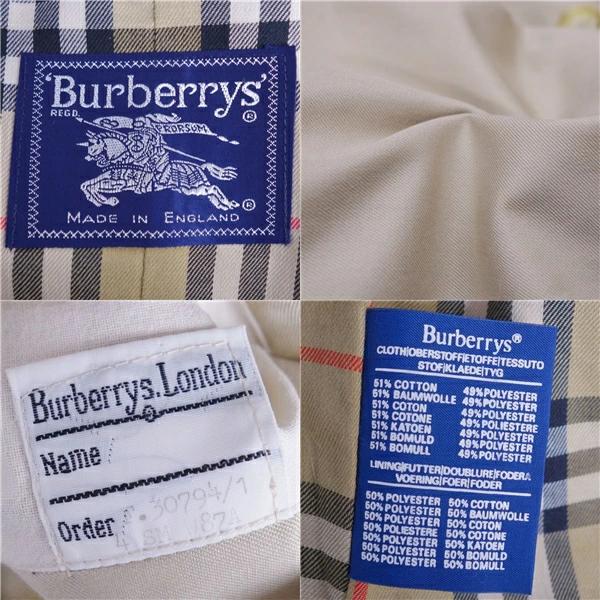 'Burberrys'
REGD.
®
PRORSUM
®
MADE IN ENGLAND
Burberrys. London
®
Name
Order
.30794/1
Burberrys®
CLOTH|OBERSTOFF|ETOFFE|TESSUTO
STOF|KLAEDE|TYG
51% COTTON 49% POLYESTER
51% BAUMWOLLE 49% POLYESTER
51% COTON 49% POLYESTER
51% COTONE 49% POLIESTERE
51% KATOEN 49% POLYESTER
51% BOMULD 49% POLYESTER
51% BOMULL 49% POLYESTER
LINING|FUTTER|DOUBLURE|FODERA
VOERING|FOER|FODER
50% POLYESTER 50% COTTON
50% POLYESTER 50% BAUMWOLLE
50% POLYESTER 50% COTON
50% POLIESTERE 50% COTONE
50% POLYESTER 50% KATOEN
50% POLYESTER 50% BOMULD
50% POLYESTER 50% BOMULL